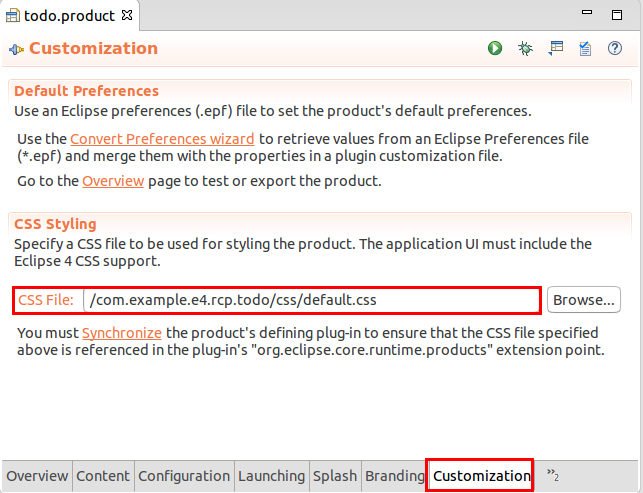 todo.product
Customization
Default Preferences
Use an Eclipse preferences (.epf) file to set the product's default preferences.
Use the Convert Preferences wizard to retrieve values from an Eclipse Preferences file
(*.epf) and merge them with the properties in a plugin customization file.
Go to the Overview page to test or export the product.
CSS Styling
Specify a CSS file to be used for styling the product. The application UI must include the
Eclipse 4 CSS support.
CSS File: /com.example.e4.rcp.todo/css/default.css Browse...
You must Synchronize the product's defining plug-in to ensure that the CSS file specified
above is referenced in the plug-in's "org.eclipse.core.runtime.products" extension point.
Overview Content Configuration Launching Splash Branding Customization »2